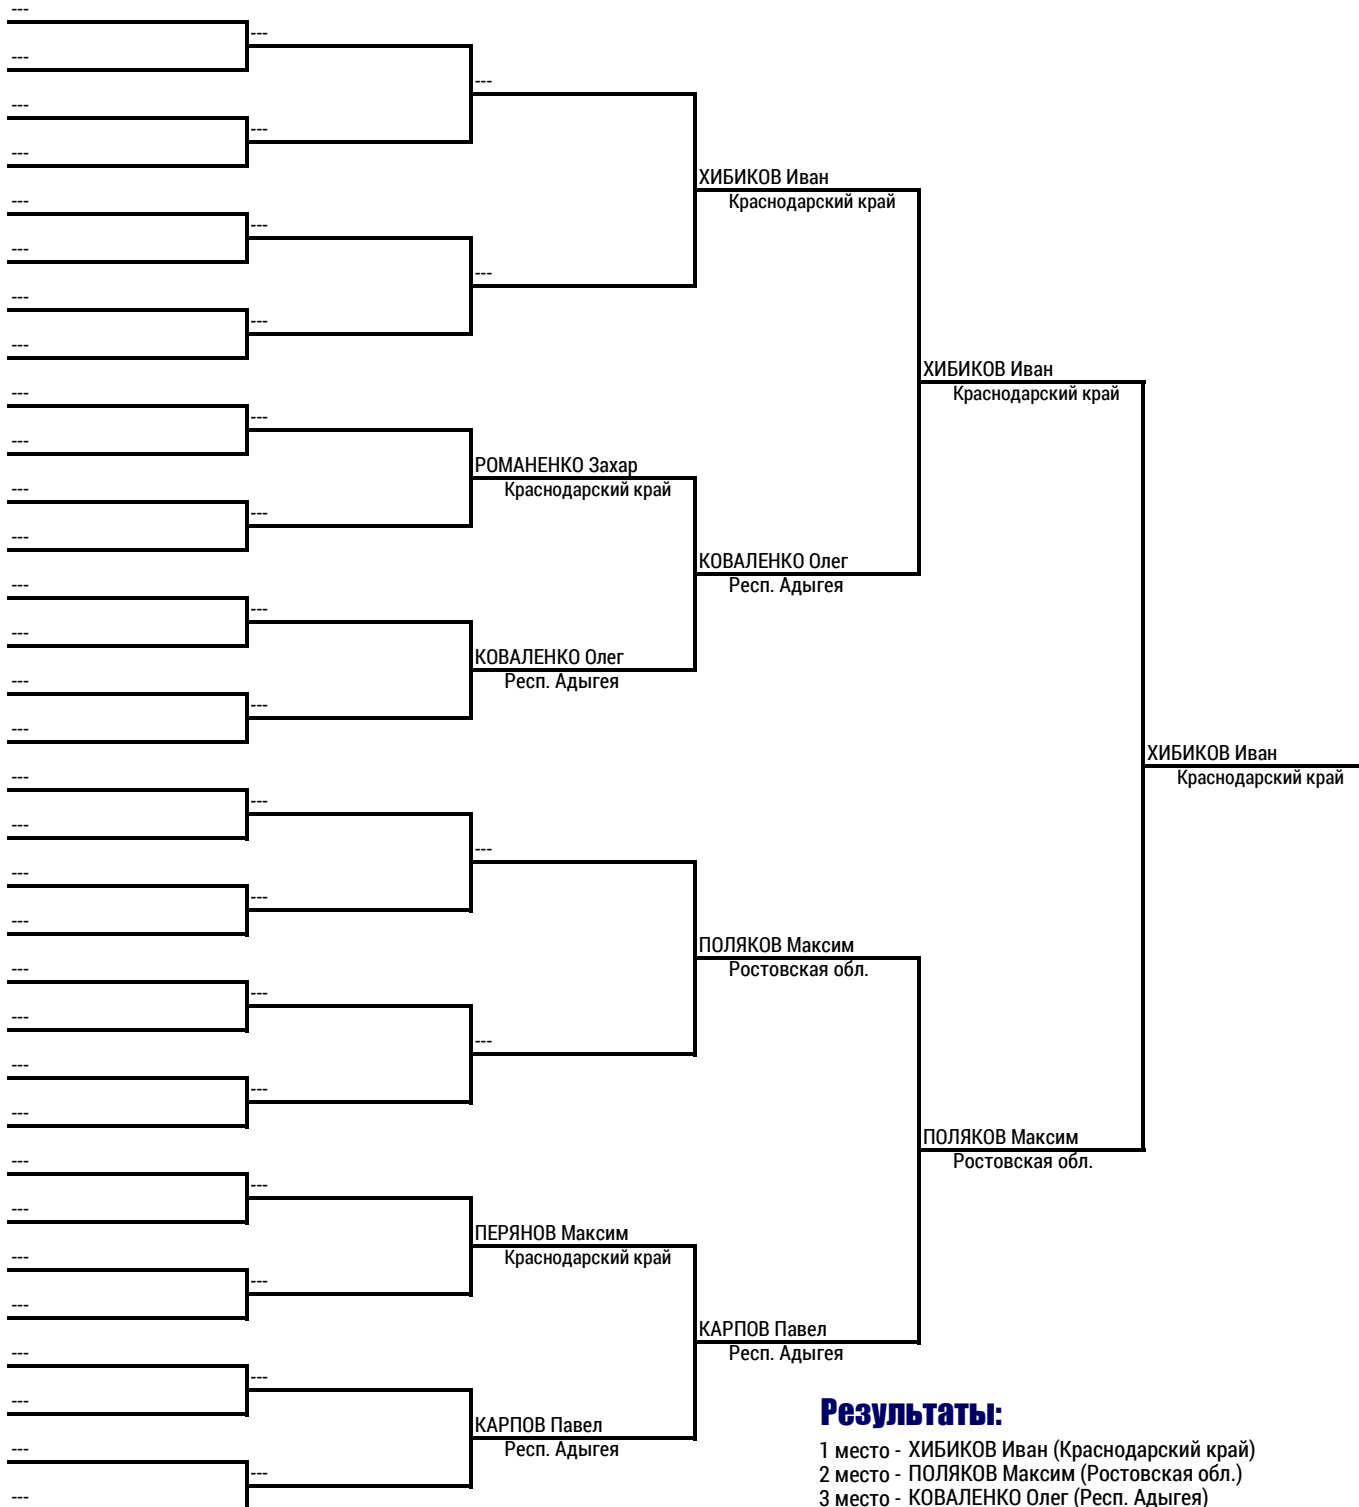 ---
---
---
---
---
---
---
ХИБИКОВ Иван
---
Краснодарский край
---
---
---
---
---
---
ХИБИКОВ Иван
---
Краснодарский край
---
---
РОМАНЕНКО Захар
---
Краснодарский край
---
---
КОВАЛЕНКО Олег
---
Респ. Адыгея
---
---
КОВАЛЕНКО Олег
---
Респ. Адыгея
---
---
ХИБИКОВ Иван
---
Краснодарский край
---
---
---
---
---
---
ПОЛЯКОВ Максим
---
Ростовская обл.
---
---
---
---
---
---
ПОЛЯКОВ Максим
---
Ростовская обл.
---
---
ПЕРЯНОВ Максим
---
Краснодарский край
---
---
КАРПОВ Павел
---
Респ. Адыгея
---
---
КАРПОВ Павел
---
Респ. Адыгея
---
---
Результаты:
1 место - ХИБИКОВ Иван (Краснодарский край)
2 место - ПОЛЯКОВ Максим (Ростовская обл.)
3 место - КОВАЛЕНКО Олег (Респ. Адыгея)